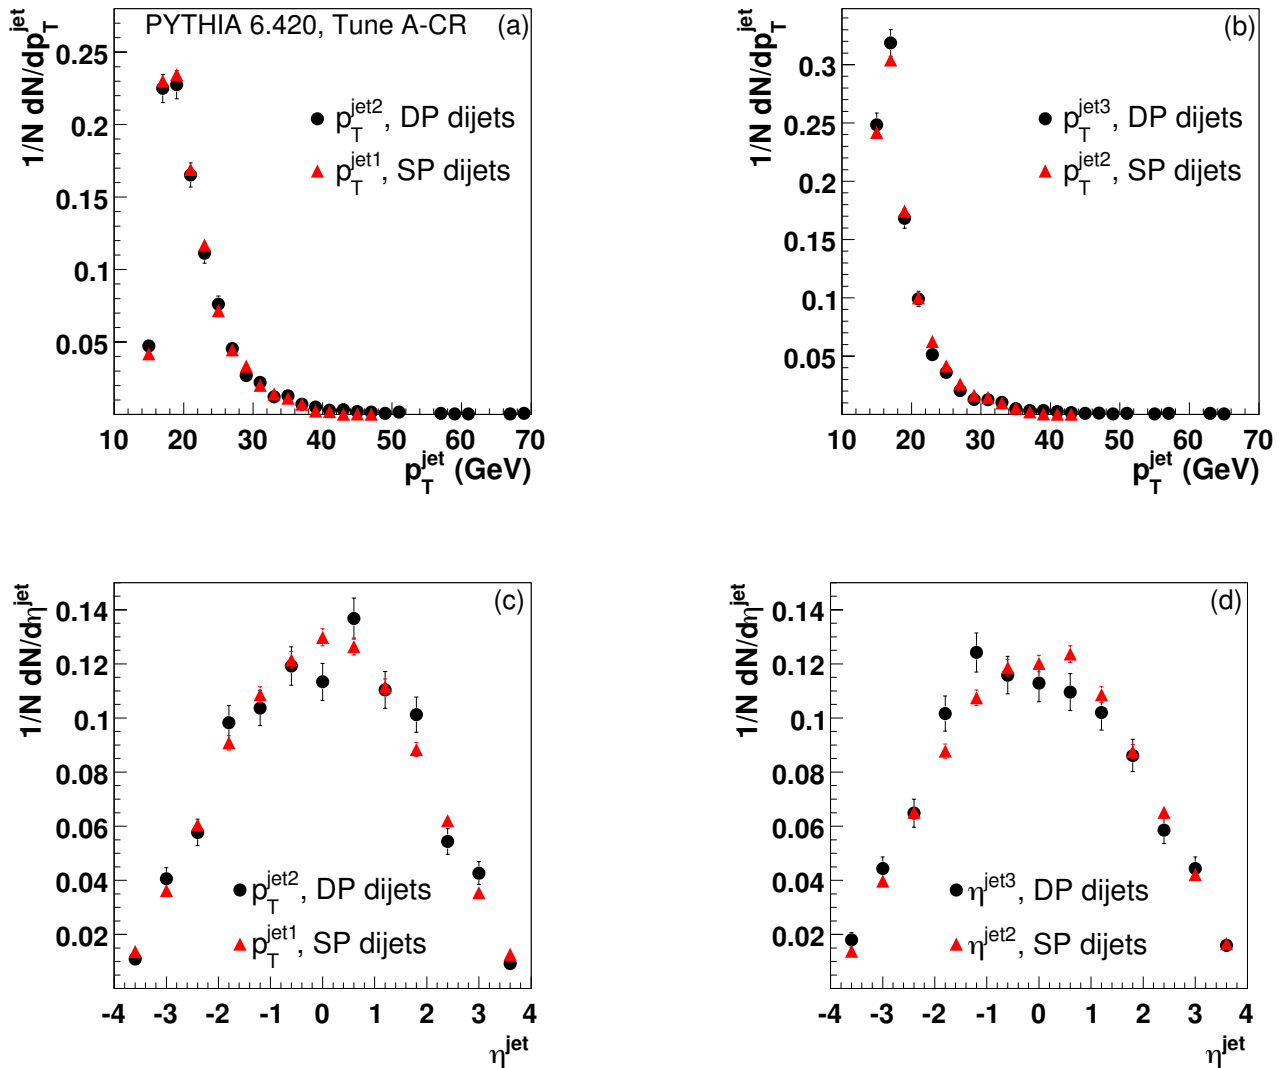 PYTHIA 6.420, Tune A-CR
(a)
1/N dN/dp_T^jet
0.25
0.2
0.15
0.1
0.05
p_T^jet2, DP dijets
p_T^jet1, SP dijets
10 20 30 40 50 60 70
p_T^jet (GeV)
(b)
1/N dN/dp_T^jet
0.3
0.25
0.2
0.15
0.1
0.05
p_T^jet3, DP dijets
p_T^jet2, SP dijets
10 20 30 40 50 60 70
p_T^jet (GeV)
(c)
1/N dN/dη^jet
0.14
0.12
0.1
0.08
0.06
0.04
0.02
p_T^jet2, DP dijets
p_T^jet1, SP dijets
-4 -3 -2 -1 0 1 2 3 4
η^jet
(d)
1/N dN/dη^jet
0.14
0.12
0.1
0.08
0.06
0.04
0.02
η^jet3, DP dijets
η^jet2, SP dijets
-4 -3 -2 -1 0 1 2 3 4
η^jet